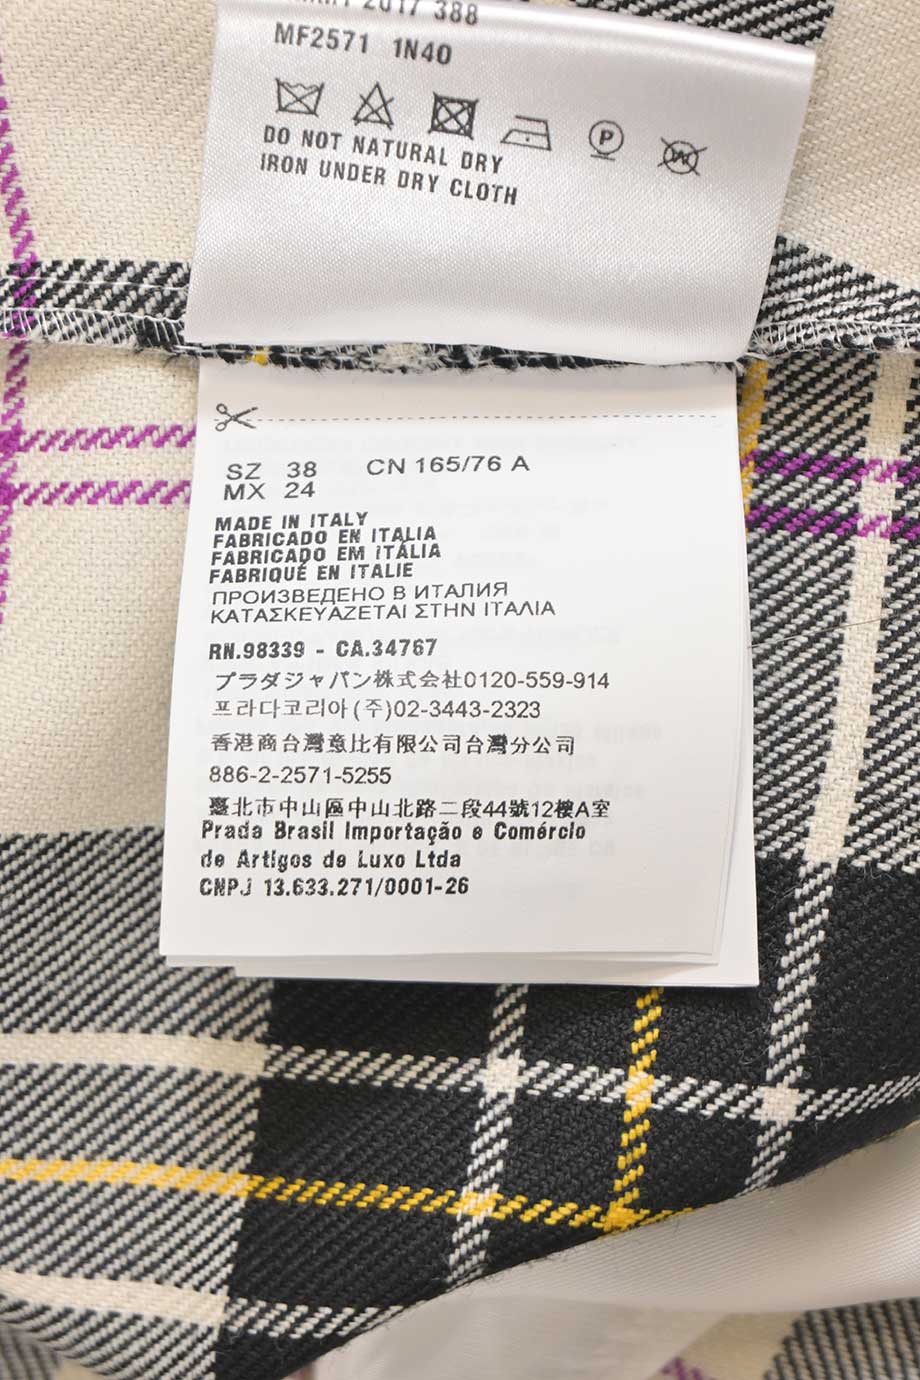 2017 388
MF2571 1N40
DO NOT NATURAL DRY
IRON UNDER DRY CLOTH
SZ 38 CN 165/76 A
MX 24
MADE IN ITALY
FABRICADO EN ITALIA
FABRICADO EM ITÁLIA
FABRIQUÉ EN ITALIE
ПРОИЗВЕДЕНО В ИТАЛИЯ
ΚΑΤΑΣΚΕΥΑΖΕΤΑΙ ΣΤΗΝ ΙΤΑΛΙΑ
RN.98339 - CA.34767
プラダジャパン株式会社0120-559-914
프라다코리아(주)02-3443-2323
香港商台灣意比有限公司台灣分公司
886-2-2571-5255
臺北市中山區中山北路二段44號12樓A室
Prada Brasil Importação e Comércio
de Artigos de Luxo Ltda
CNPJ 13.633.271/0001-26